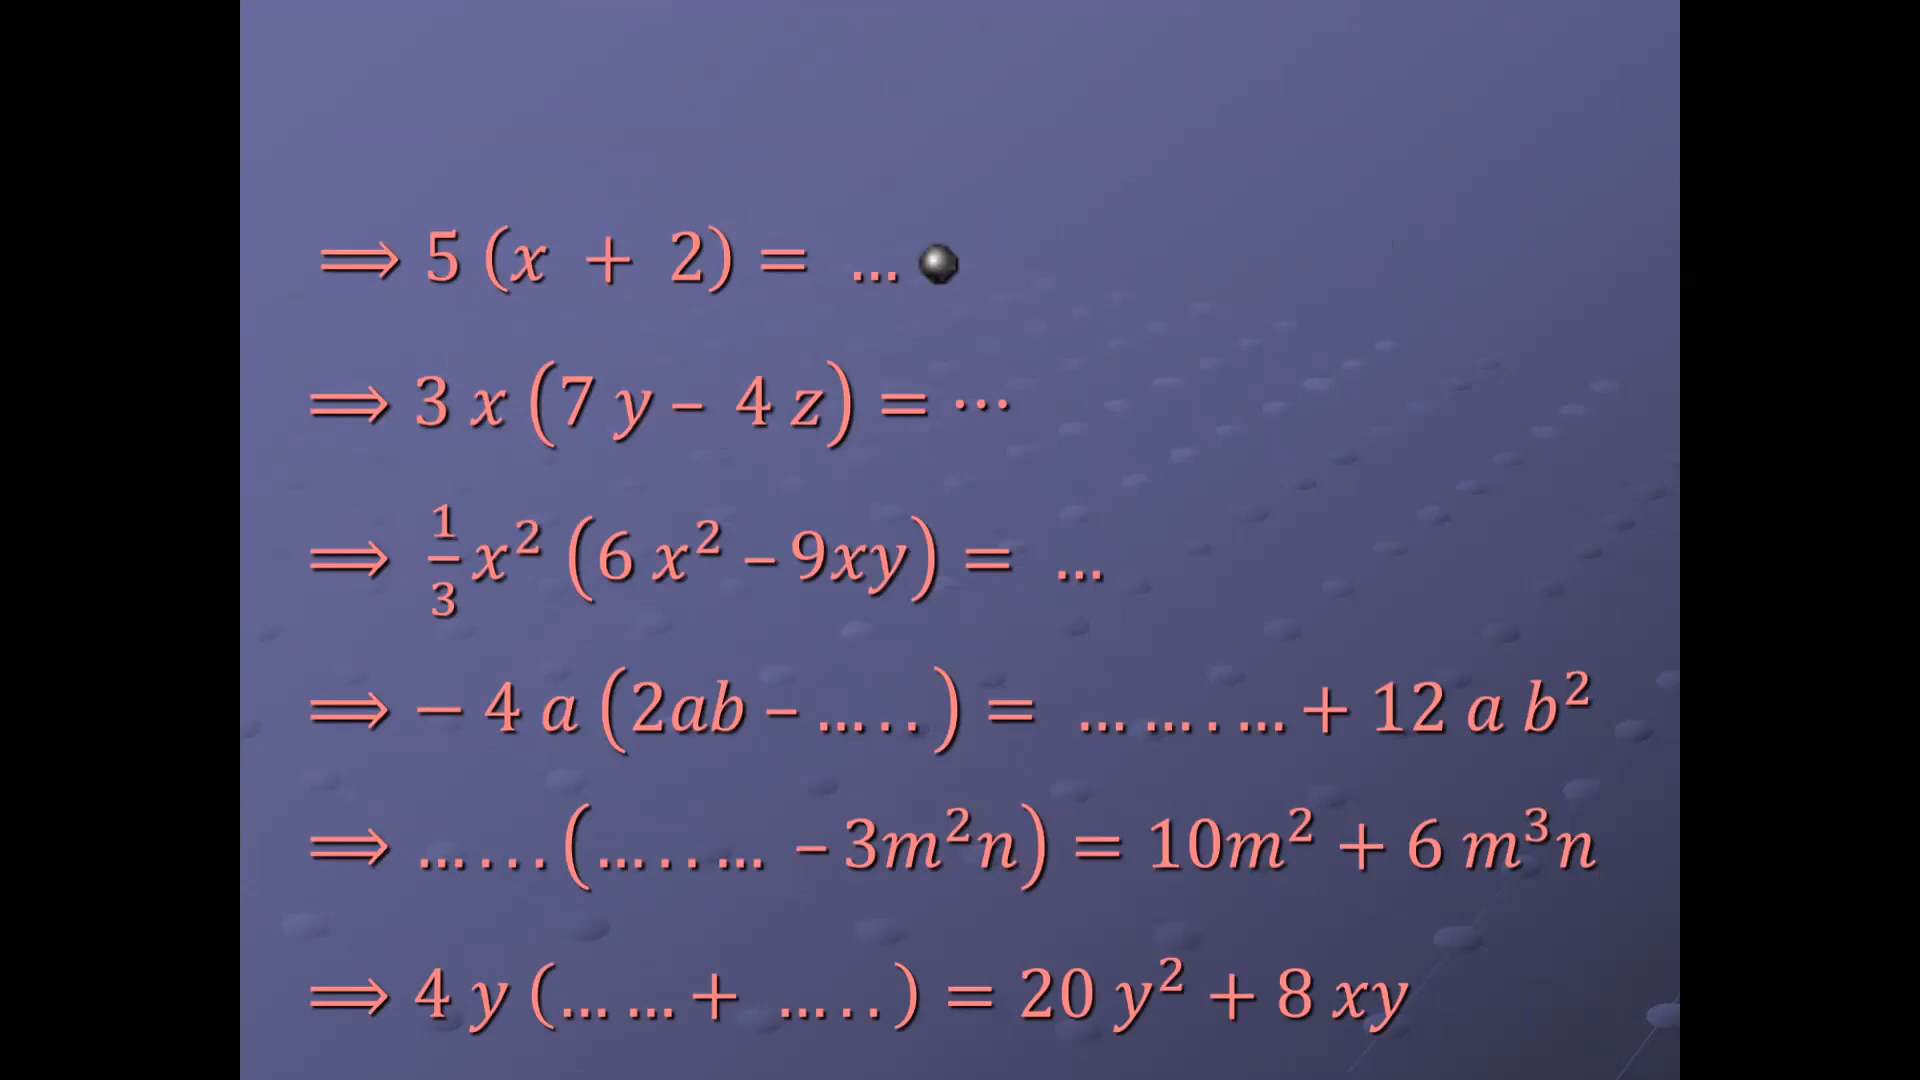 ⟹ 5 (x + 2) = ...
⟹ 3 x (7 y – 4 z) = ⋯
⟹ 1/3 x² (6 x² – 9xy) = ...
⟹ – 4 a (2ab – ... . . ) = ... ... . ... + 12 a b²
⟹ ... . . . (... . . ... – 3m²n) = 10m² + 6 m³n
⟹ 4 y (... ... + ... . . ) = 20 y² + 8 xy